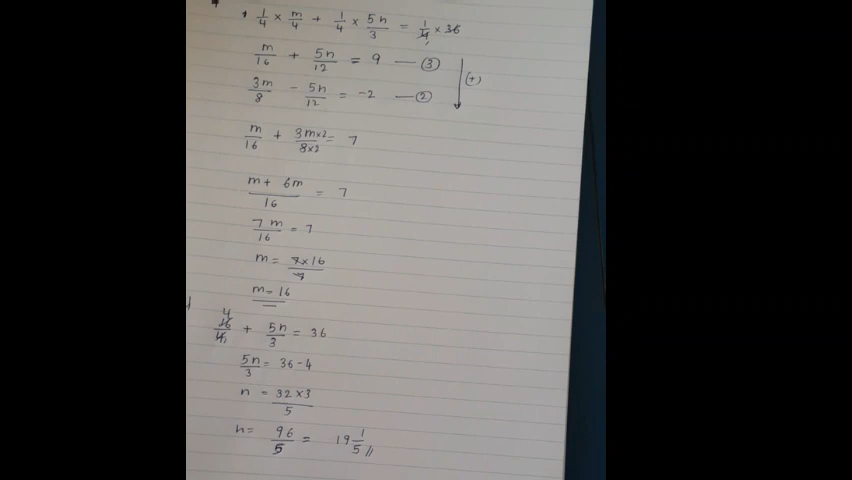 1/4 × m/4 + 1/4 × 5n/3 = 1/4 × 36
m/16 + 5n/12 = 9 — ③
3m/8 - 5n/12 = -2 — ②
(+)
m/16 + 3m×2/8×2 = 7
m + 6m/16 = 7
7m/16 = 7
m = 7×16/7
m = 16
16/4 + 5n/3 = 36
5n/3 = 36 - 4
n = 32×3/5
n = 96/5 = 19 1/5 //